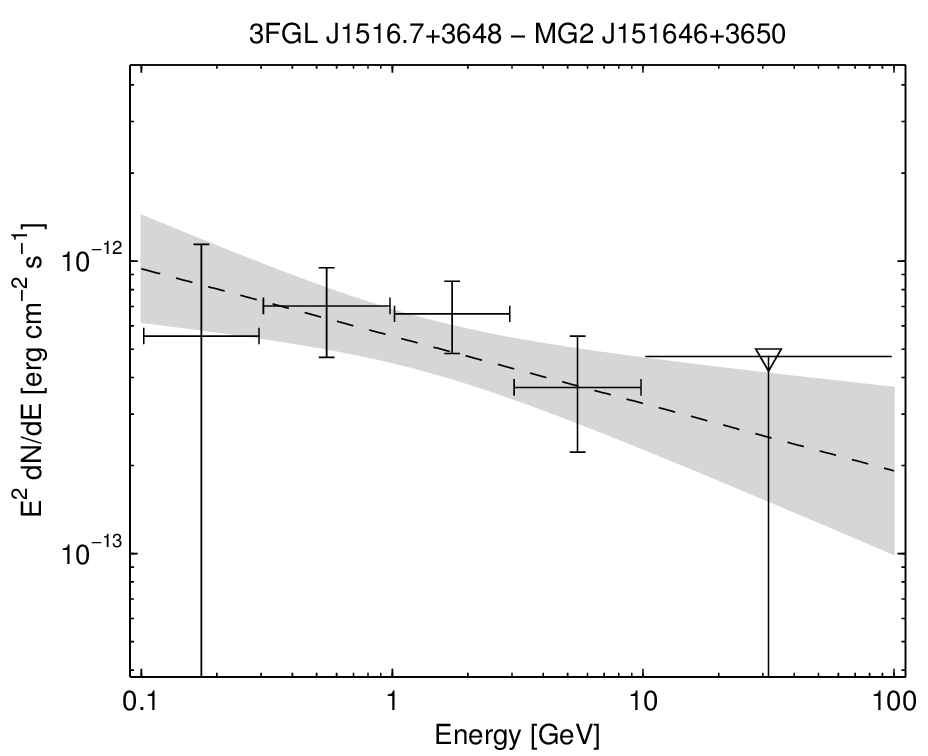 3FGL J1516.7+3648 − MG2 J151646+3650
E² dN/dE [erg cm⁻² s⁻¹]
10⁻¹²
10⁻¹³
0.1 1 10 100
Energy [GeV]